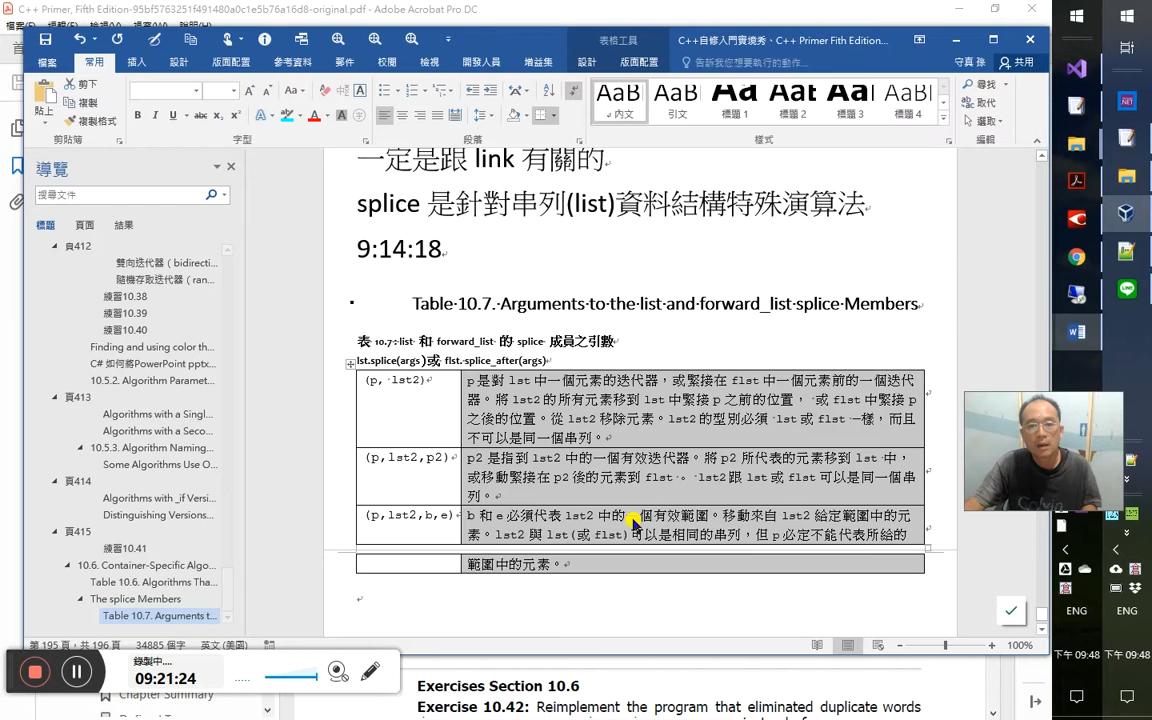 C++ Primer, Fifth Edition-95bf5763251f491480a0c1e5b76a16d8-original.pdf - Adobe Acrobat Pro DC
表格工具
C++自修入門實境秀、C++ Primer Fith Edition...
檔案
常用
插入
設計
版面配置
參考資料
郵件
校閱
檢視
開發人員
增益集
設計
版面配置
告訴我您想要執行的動作...
守真 孫
共用
貼上
剪下
複製
複製格式
剪貼簿
字型
段落
AaBb
AaBb
AaBb
AaBb
AaBb
AaBb
內文
引文
標題 1
標題 2
標題 3
標題 4
樣式
尋找
取代
選取
編輯
導覽
搜尋文件
標題
頁面
結果
頁412
雙向迭代器（bidirecti...
隨機存取迭代器（ran...
練習10.38
練習10.39
練習10.40
Finding and using color th...
C# 如何將PowerPoint pptx...
10.5.2. Algorithm Paramet...
頁413
Algorithms with a Singl...
Algorithms with a Seco...
10.5.3. Algorithm Naming...
Some Algorithms Use O...
頁414
Algorithms with _if Versi...
Distinguishing Versions...
頁415
練習10.41
10.6. Container-Specific Algo...
Table 10.6. Algorithms Tha...
The splice Members
Table 10.7. Arguments t...
一定是跟 link 有關的
splice 是針對串列(list)資料結構特殊演算法
9:14:18
Table 10.7. Arguments to the list and forward_list splice Members
表 10.7：list 和 forward_list 的 splice 成員之引數
lst.splice(args)或 flst. splice_after(args)
(p, lst2)
p 是對 lst 中一個元素的迭代器，或緊接在 flst 中一個元素前的一個迭代
器。將 lst2 的所有元素移到 lst 中緊接 p 之前的位置， 或 flst 中緊接 p
之後的位置。從 lst2 移除元素。lst2 的型別必須 lst 或 flst 一樣，而且
不可以是同一個串列。
(p,lst2,p2)
p2 是指到 lst2 中的一個有效迭代器。將 p2 所代表的元素移到 lst 中，
或移動緊接在 p2 後的元素到 flst 。 lst2 跟 lst 或 flst 可以是同一個串
列。
(p,lst2,b,e)
b 和 e 必須代表 lst2 中的一個有效範圍。移動來自 lst2 給定範圍中的元
素。lst2 與 lst(或 flst)可以是相同的串列，但 p 必定不能代表所給的
範圍中的元素。
第 195 頁，共 196 頁
34885 個字
英文 (美國)
100%
錄製中....
09:21:24
Chapter Summary
Exercises Section 10.6
Exercise 10.42: Reimplement the program that eliminated duplicate words
ENG
ENG
下午 09:48
下午 09:48